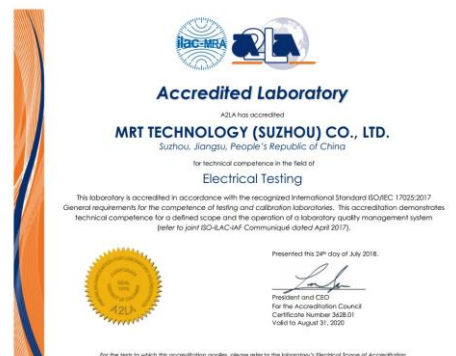 ilac-MRA
A2LA
Accredited Laboratory
A2LA has accredited
MRT TECHNOLOGY (SUZHOU) CO., LTD.
Suzhou, Jiangsu, People's Republic of China
for technical competence in the field of
Electrical Testing
This laboratory is accredited in accordance with the recognized International Standard ISO/IEC 17025:2017
General requirements for the competence of testing and calibration laboratories. This accreditation demonstrates
technical competence for a defined scope and the operation of a laboratory quality management system
(refer to joint ISO-ILAC-IAF Communiqué dated April 2017).
Presented this 24th day of July 2018.
President and CEO
For the Accreditation Council
Certificate Number 3628.01
Valid to August 31, 2020
A2LA
For the tests to which this accreditation applies, please refer to the laboratory's Electrical Scope of Accreditation.